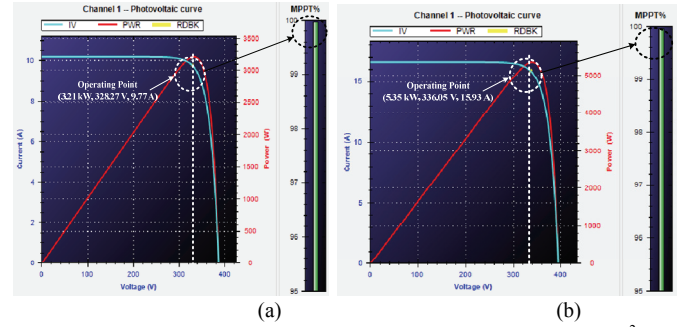 Channel 1 -- Photovoltaic curve
IV PWR RDBK
MPPT%
100
99
98
97
96
95
10
8
6
4
2
0
Current (A)
3500
3000
2500
2000
1500
1000
500
0
Power (W)
Operating Point
(3.21 kW, 328.27 V, 9.77 A)
0 100 200 300 400
Voltage (V)
(a)
Channel 1 -- Photovoltaic curve
IV PWR RDBK
MPPT%
100
99
98
97
96
95
15
10
5
0
Current (A)
5000
4000
3000
2000
1000
0
Power (W)
Operating Point
(5.35 kW, 336.05 V, 15.93 A)
0 100 200 300 400
Voltage (V)
(b)